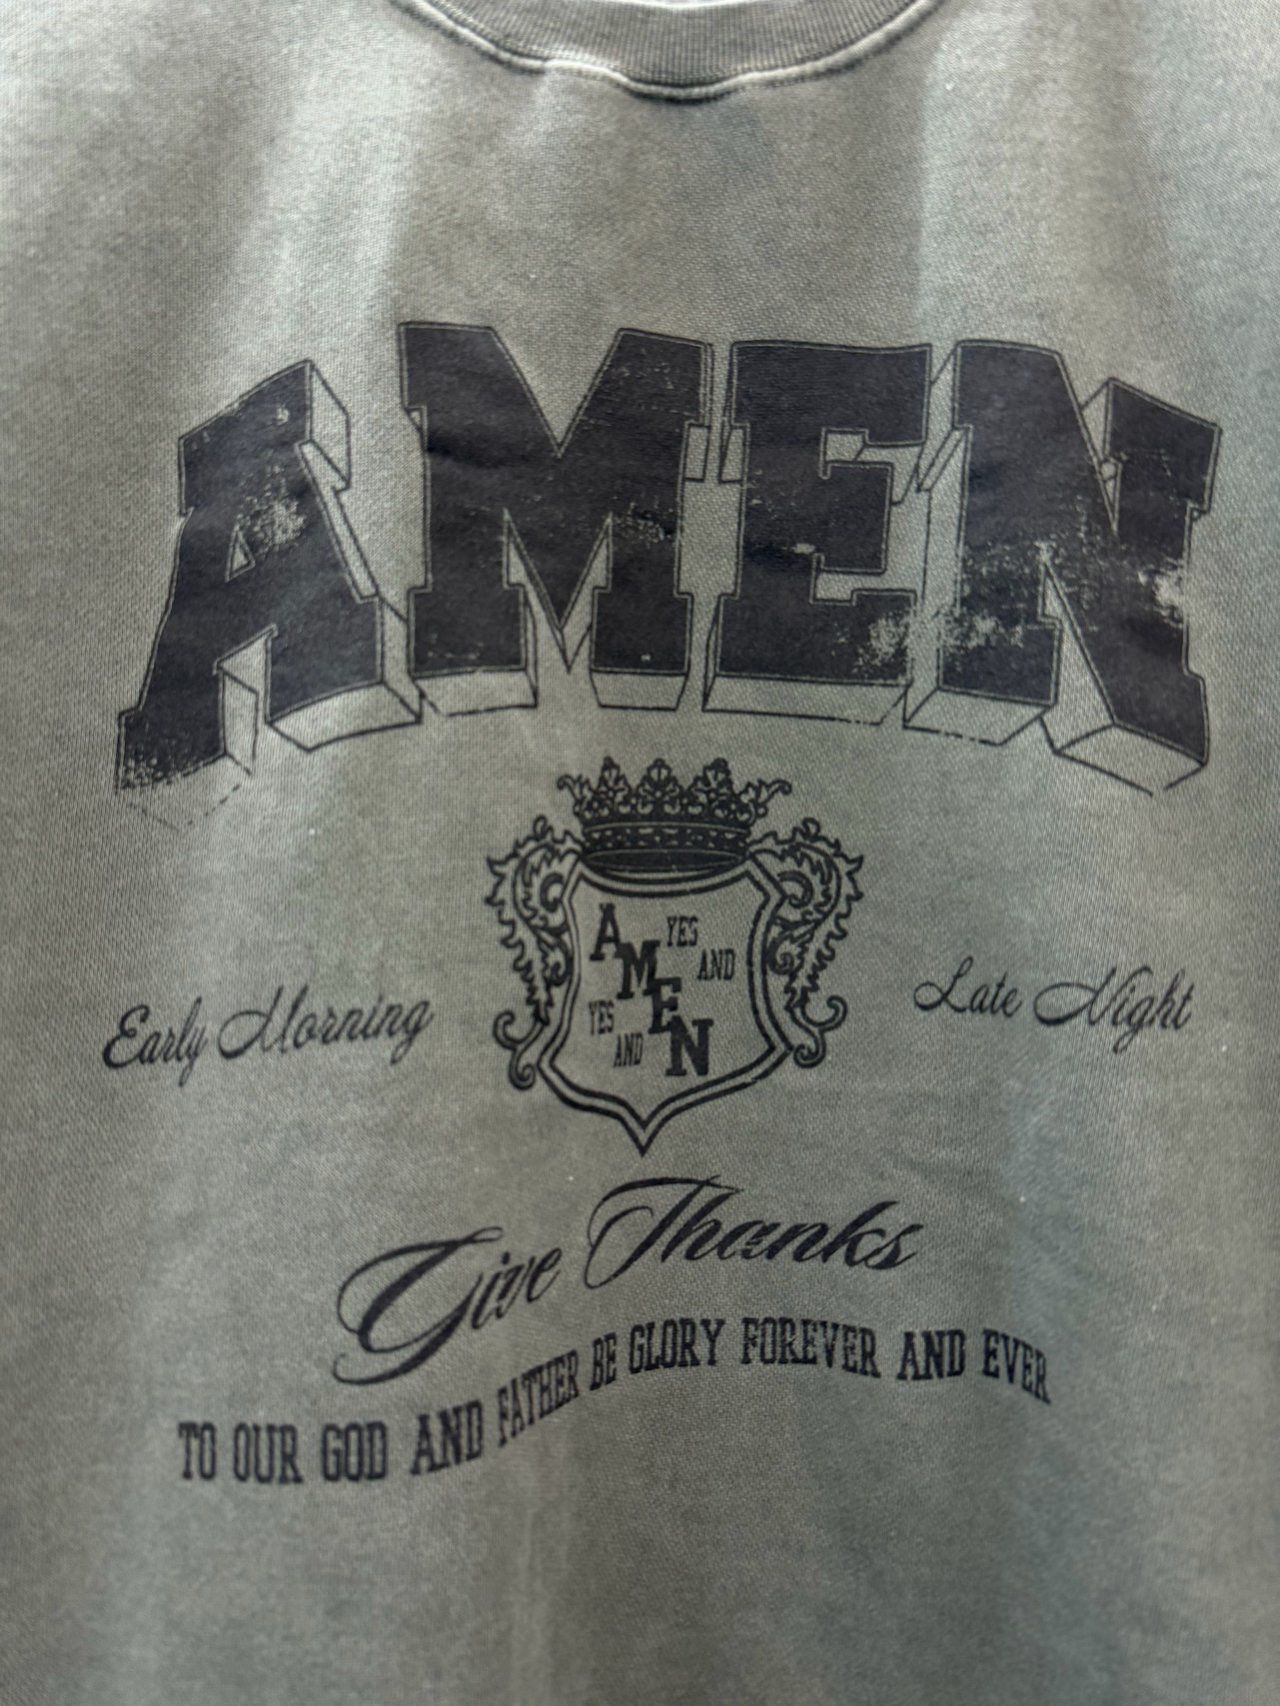 AMEN
AMEN
YES
AND
YES
AND
Early Morning
Late Night
Give Thanks
TO OUR GOD AND FATHER BE GLORY FOREVER AND EVER